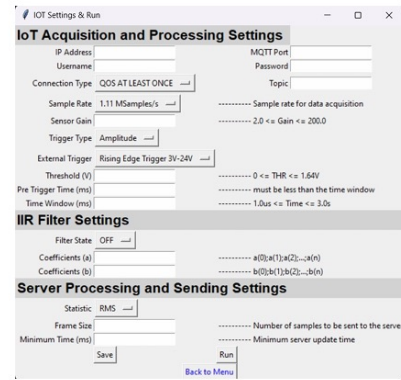 IOT Settings & Run
IoT Acquisition and Processing Settings
IP Address MQTT Port
Username Password
Connection Type QOS AT LEAST ONCE Topic
Sample Rate 1.11 MSamples/s ---------- Sample rate for data acquisition
Sensor Gain ---------- 2.0 <= Gain <= 200.0
Trigger Type Amplitude
External Trigger Rising Edge Trigger 3V-24V
Threshold (V) ---------- 0 <= THR <= 1.64V
Pre Trigger Time (ms) ---------- must be less than the time window
Time Window (ms) ---------- 1.0us <= Time <= 3.0s
IIR Filter Settings
Filter State OFF
Coefficients (a) ---------- a(0);a(1);a(2);...;a(n)
Coefficients (b) ---------- b(0);b(1);b(2);...;b(n)
Server Processing and Sending Settings
Statistic RMS
Frame Size ---------- Number of samples to be sent to the serve
Minimum Time (ms) ---------- Minimum server update time
Save Run
Back to Menu